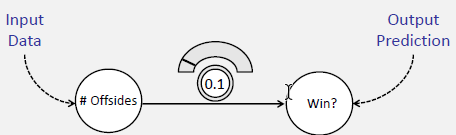 Input
Data
Output
Prediction
# Offsides
0.1
Win?